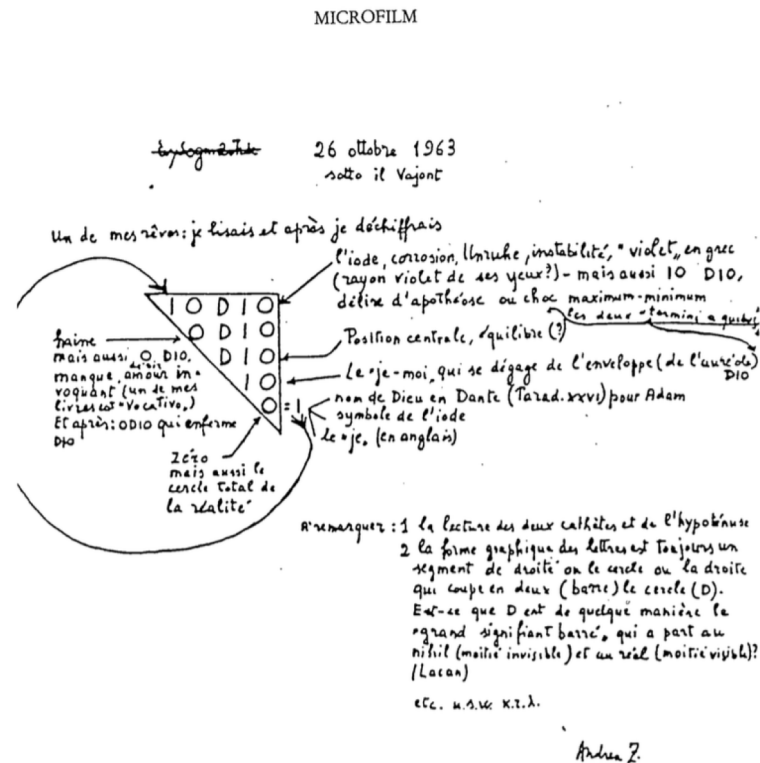 MICROFILM
26 ottobre 1963
sotto il Vajont
Un de mes rêves: je lisais et après je déchiffrais
l'iode, corrosion, Unruhe, instabilité, "violet„ en grec
(rayon violet de ses yeux?) - mais aussi IO DIO,
délire d'apothéose ou choc maximum-minimum
les deux "termini a quibus„
DIO
I O D I O
O D I O
D I O
I O
O = I
Position centrale, équilibre (?)
Le "je-moi„ qui se dégage de l'enveloppe (de l'auréole)
nom de Dieu en Dante (Parad. XXVI) pour Adam
symbole de l'iode
Le "je„ (en anglais)
haine
mais aussi O, DIO,
désir
manque, amour in-
voquant (un de mes
livres est "Vocativo„)
Et après: ODIO qui enferme
DIO
Zéro
mais aussi le
cercle total de
la réalité
A remarquer: 1 la lecture des deux cathètes et de l'hypoténuse
2 la forme graphique des lettres est toujours un
segment de droite ou le cercle ou la droite
qui coupe en deux (barre) le cercle (D).
Est-ce que D est de quelque manière le
"grand signifiant barré„ qui a part au
nihil (moitié invisible) et au réel (moitié visible)?
(Lacan)
etc. u.s.w. x.τ.λ.
Andrea Z.